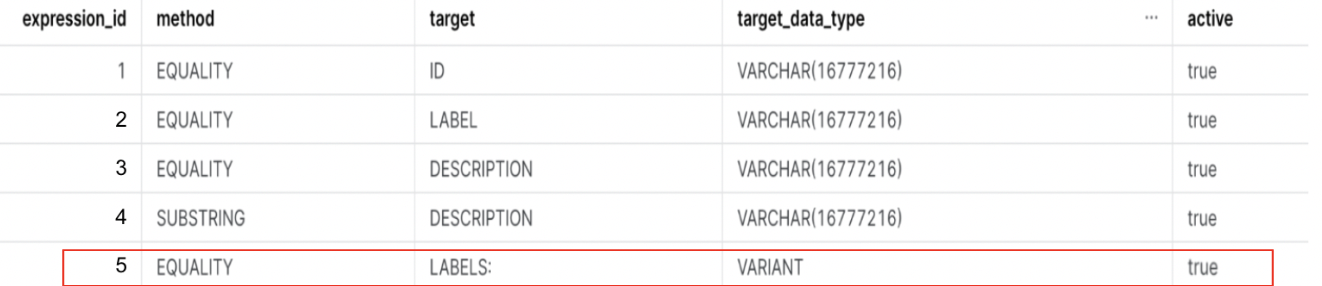 expression_id method target target_data_type ... active
1 EQUALITY ID VARCHAR(16777216) true
2 EQUALITY LABEL VARCHAR(16777216) true
3 EQUALITY DESCRIPTION VARCHAR(16777216) true
4 SUBSTRING DESCRIPTION VARCHAR(16777216) true
5 EQUALITY LABELS: VARIANT true